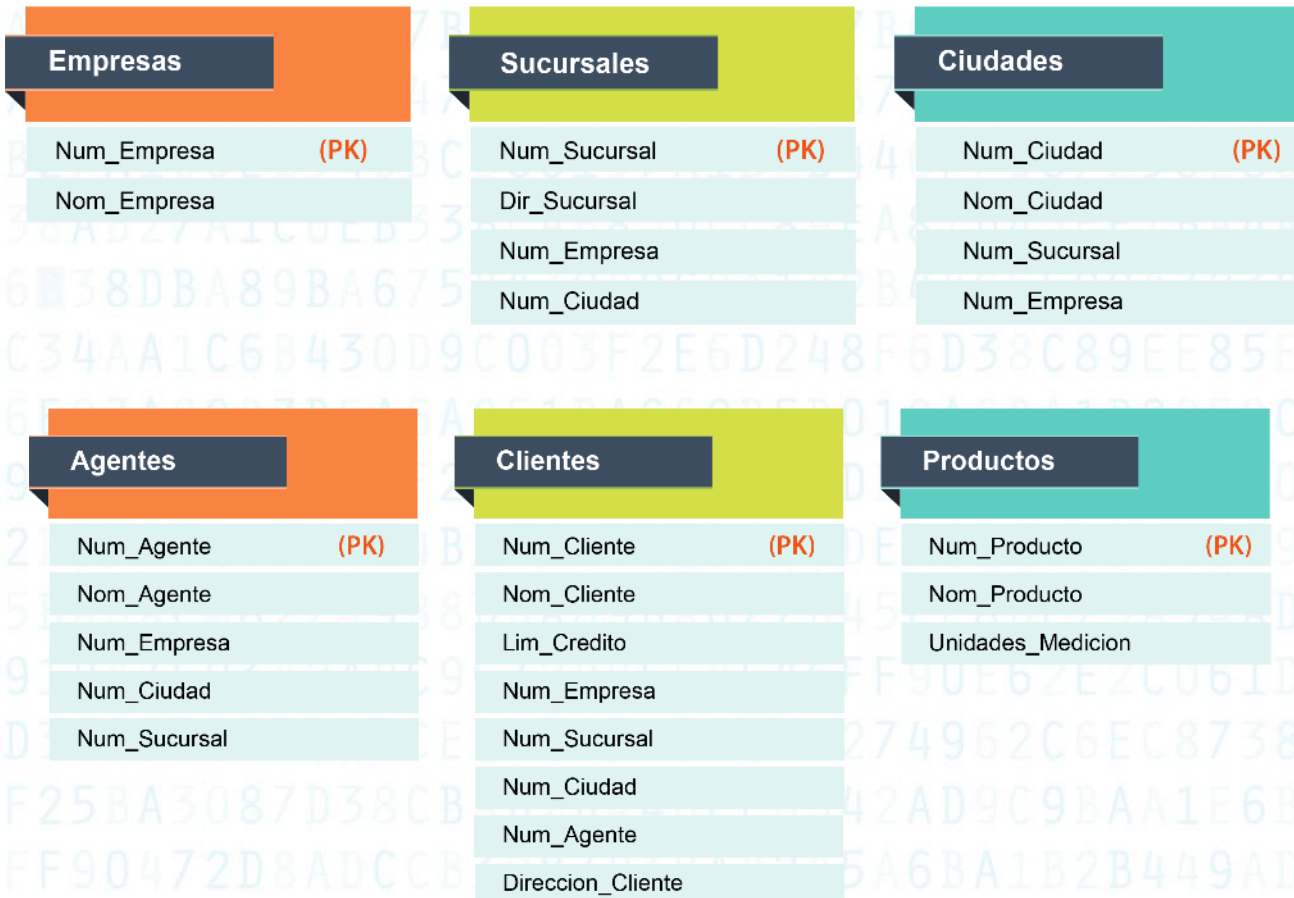 Empresas
Num_Empresa (PK)
Nom_Empresa
Sucursales
Num_Sucursal (PK)
Dir_Sucursal
Num_Empresa
Num_Ciudad
Ciudades
Num_Ciudad (PK)
Nom_Ciudad
Num_Sucursal
Num_Empresa
Agentes
Num_Agente (PK)
Nom_Agente
Num_Empresa
Num_Ciudad
Num_Sucursal
Clientes
Num_Cliente (PK)
Nom_Cliente
Lim_Credito
Num_Empresa
Num_Sucursal
Num_Ciudad
Num_Agente
Direccion_Cliente
Productos
Num_Producto (PK)
Nom_Producto
Unidades_Medicion